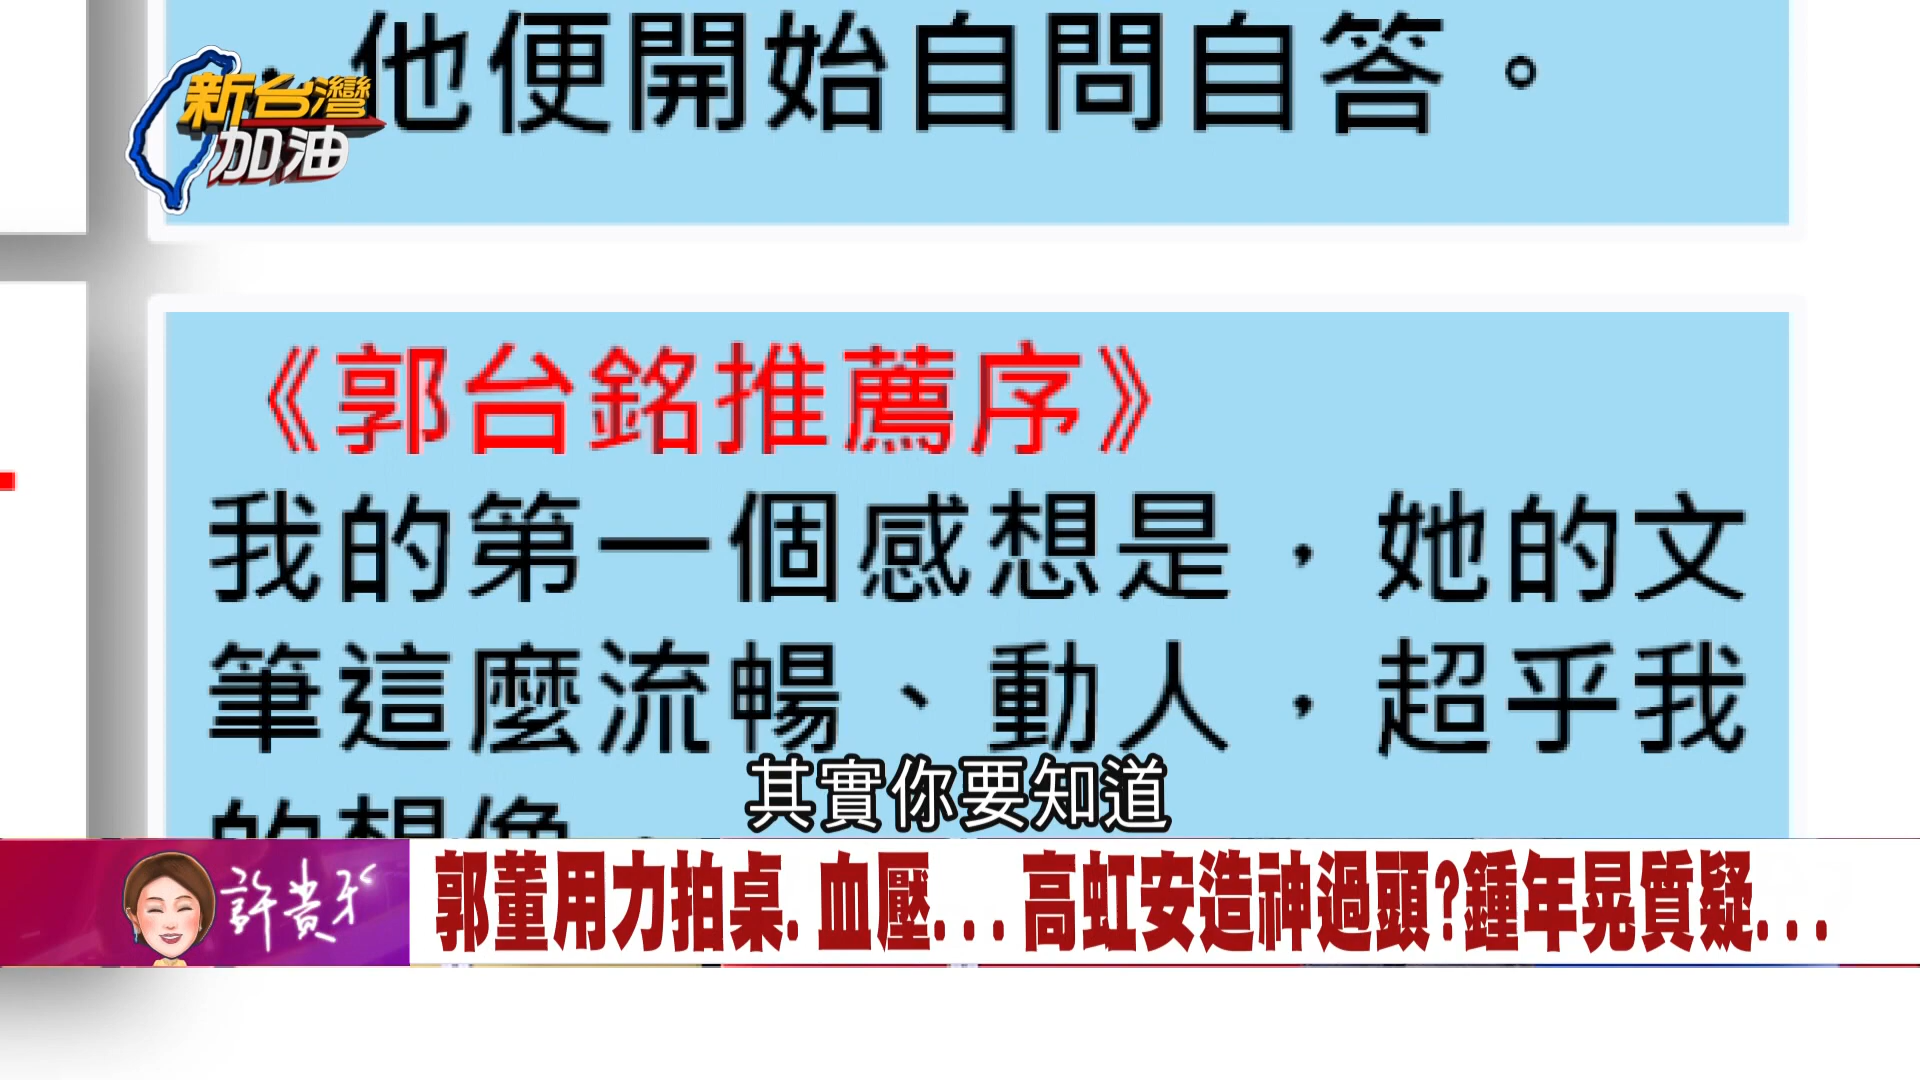 新台灣
加油
他便開始自問自答。
《郭台銘推薦序》
我的第一個感想是，她的文
筆這麼流暢、動人，超乎我
的想像
其實你要知道
許貴雅
郭董用力拍桌.血壓...高虹安造神過頭?鍾年晃質疑...